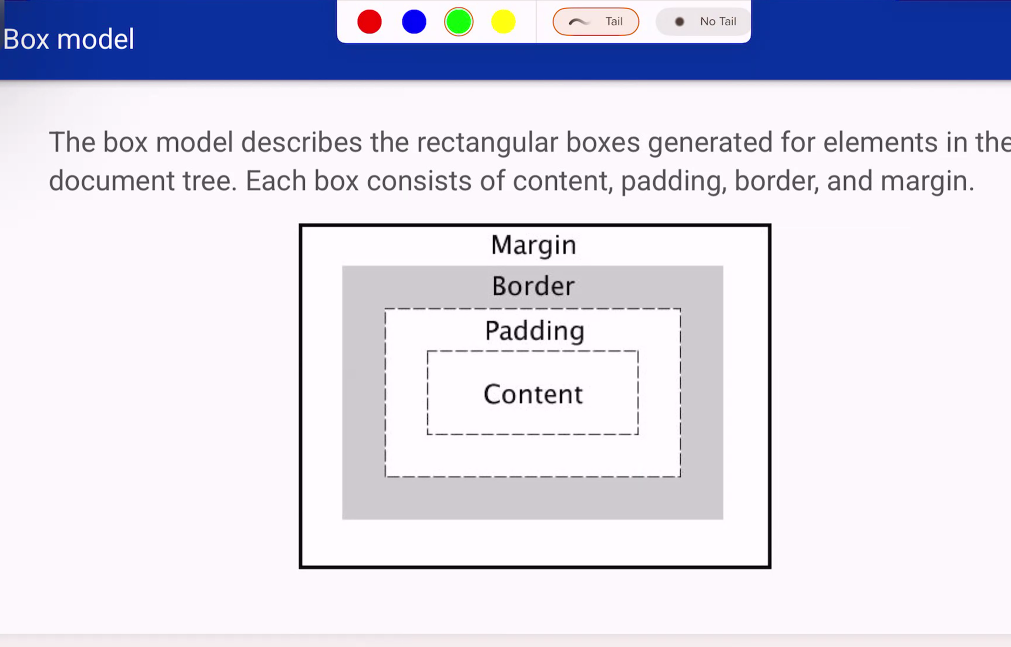 Tail
No Tail
Box model
The box model describes the rectangular boxes generated for elements in the
document tree. Each box consists of content, padding, border, and margin.
Margin
Border
Padding
Content